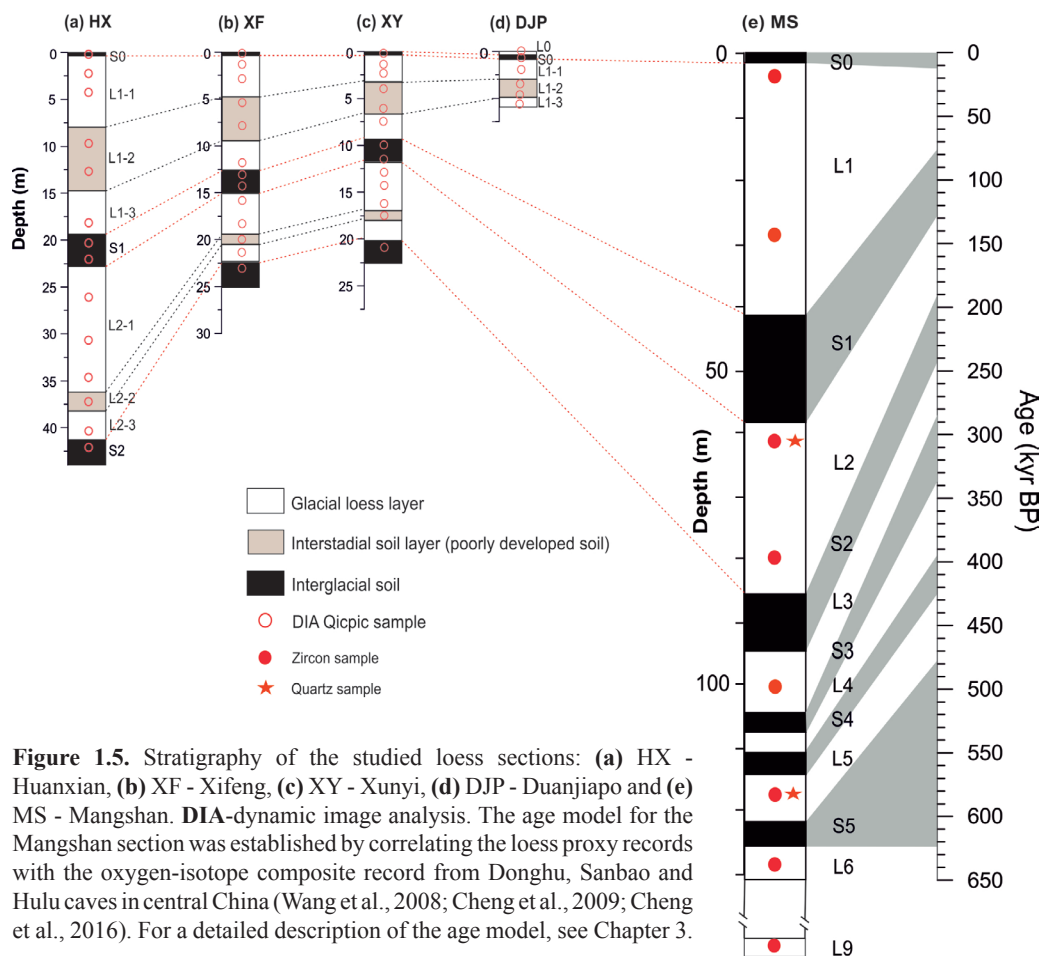 (a) HX
(b) XF
(c) XY
(d) DJP
(e) MS
Depth (m)
0
5
10
15
20
25
30
35
40
S0
L1-1
L1-2
L1-3
S1
L2-1
L2-2
L2-3
S2
0
5
10
15
20
25
30
0
5
10
15
20
25
0
L0
S0
L1-1
L1-2
L1-3
0
50
100
Depth (m)
S0
L1
S1
L2
S2
L3
S3
L4
S4
L5
S5
L6
L9
0
50
100
150
200
250
300
350
400
450
500
550
600
650
Age (kyr BP)
Glacial loess layer
Interstadial soil layer (poorly developed soil)
Interglacial soil
DIA Qicpic sample
Zircon sample
Quartz sample
Figure 1.5. Stratigraphy of the studied loess sections: (a) HX -
Huanxian, (b) XF - Xifeng, (c) XY - Xunyi, (d) DJP - Duanjiapo and (e)
MS - Mangshan. DIA-dynamic image analysis. The age model for the
Mangshan section was established by correlating the loess proxy records
with the oxygen-isotope composite record from Donghu, Sanbao and
Hulu caves in central China (Wang et al., 2008; Cheng et al., 2009; Cheng
et al., 2016). For a detailed description of the age model, see Chapter 3.